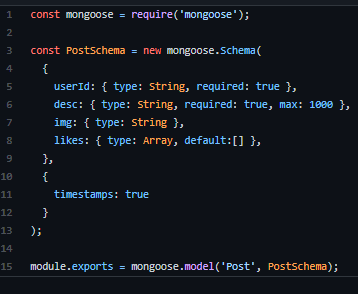 1 const mongoose = require('mongoose');
2
3 const PostSchema = new mongoose.Schema(
4   {
5     userId: { type: String, required: true },
6     desc: { type: String, required: true, max: 1000 },
7     img: { type: String },
8     likes: { type: Array, default:[] },
9   },
10   {
11     timestamps: true
12   }
13 );
14
15 module.exports = mongoose.model('Post', PostSchema);